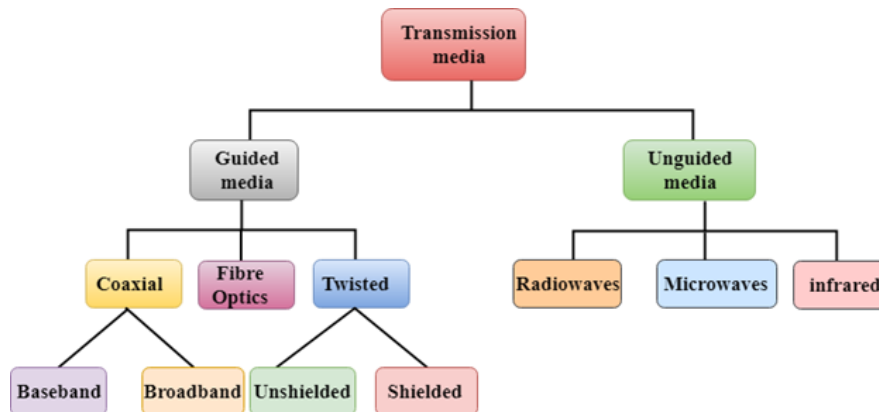 Transmission
media
Guided
media
Unguided
media
Coaxial
Fibre
Optics
Twisted
Radiowaves
Microwaves
infrared
Baseband
Broadband
Unshielded
Shielded